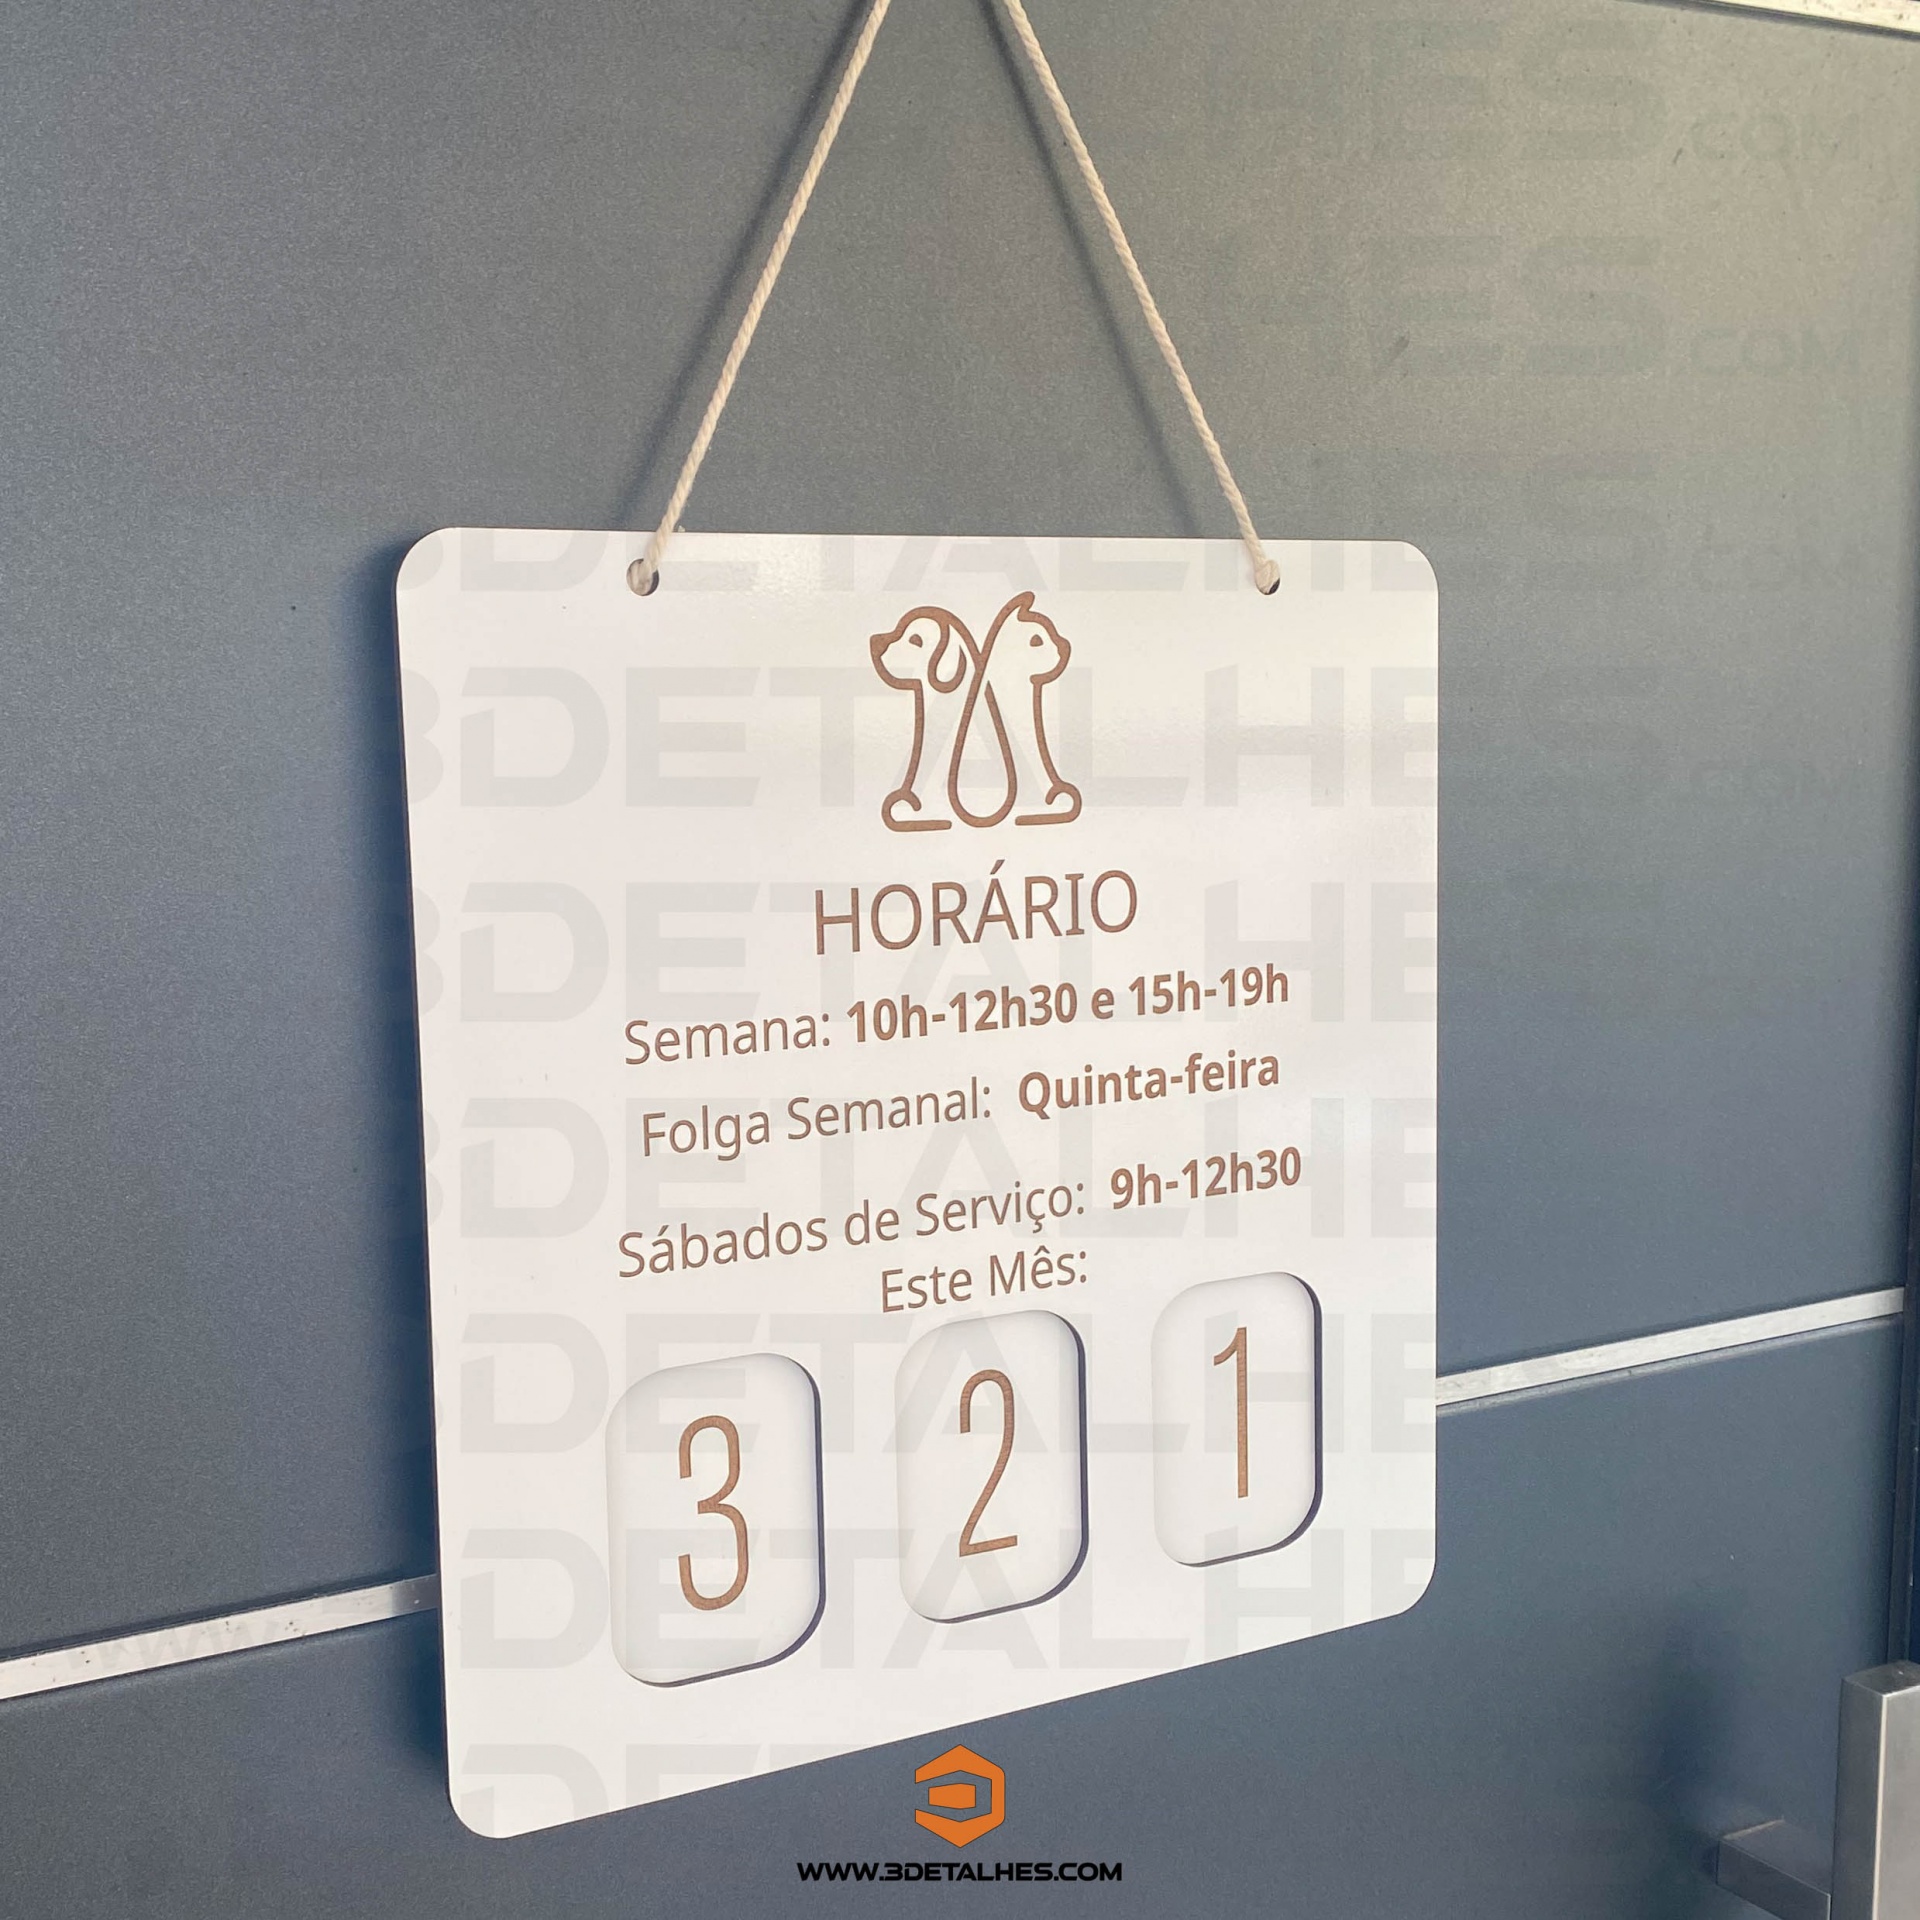 HORÁRIO
Semana: 10h-12h30 e 15h-19h
Folga Semanal: Quinta-feira
Sábados de Serviço: 9h-12h30
Este Mês:
3 2 1
WWW.3DETALHES.COM